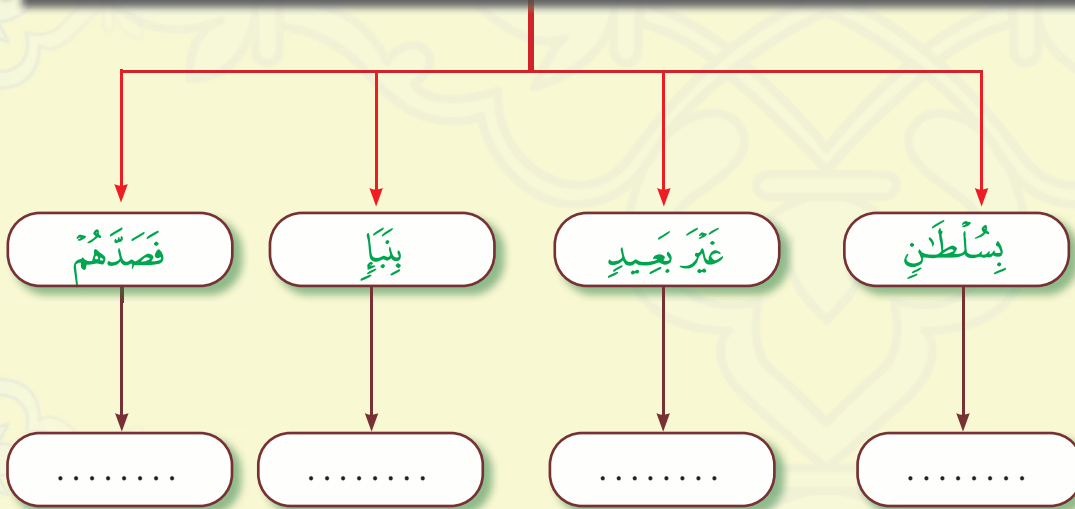 بِسُلْطَٰنٍ
غَيْرَ بَعِيدٍ
بِنَبَإٍ
فَصَدَّهُمْ
........
........
........
........